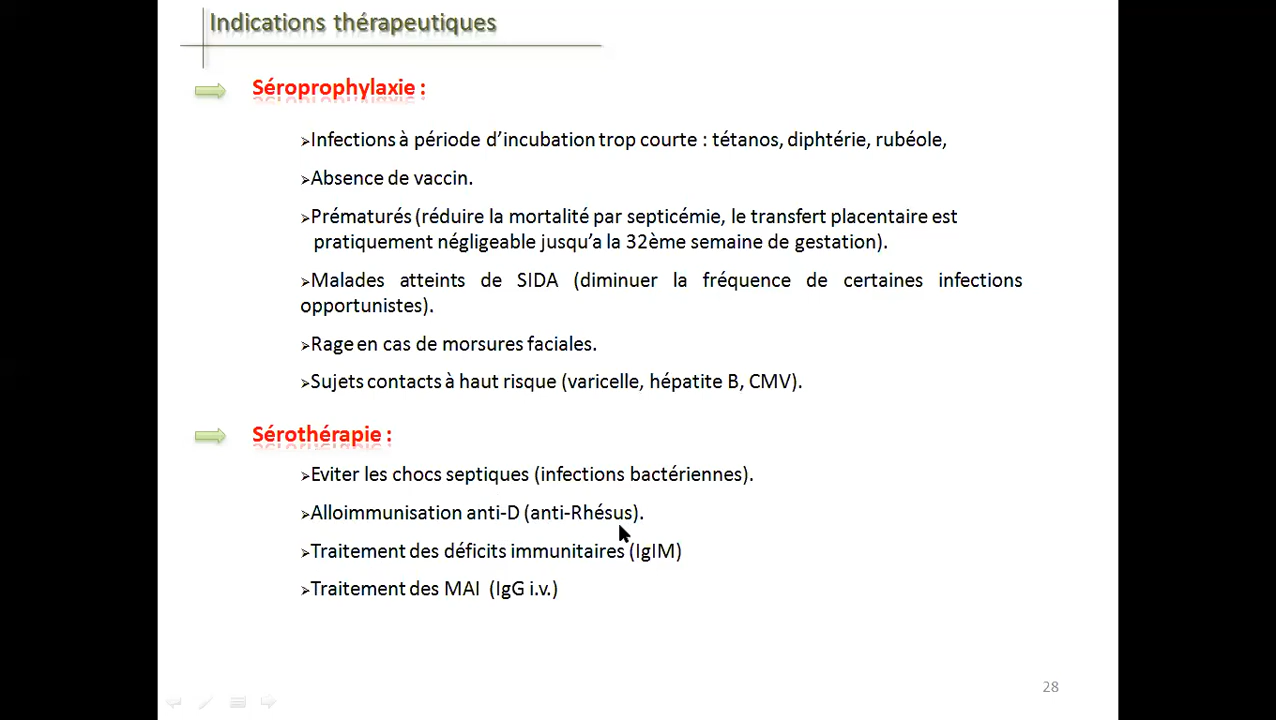 Indications thérapeutiques
Séroprophylaxie :
➢Infections à période d’incubation trop courte : tétanos, diphtérie, rubéole,
➢Absence de vaccin.
➢Prématurés (réduire la mortalité par septicémie, le transfert placentaire est
pratiquement négligeable jusqu’a la 32ème semaine de gestation).
➢Malades atteints de SIDA (diminuer la fréquence de certaines infections
opportunistes).
➢Rage en cas de morsures faciales.
➢Sujets contacts à haut risque (varicelle, hépatite B, CMV).
Sérothérapie :
➢Eviter les chocs septiques (infections bactériennes).
➢Alloimmunisation anti-D (anti-Rhésus).
➢Traitement des déficits immunitaires (IgIM)
➢Traitement des MAI (IgG i.v.)
28